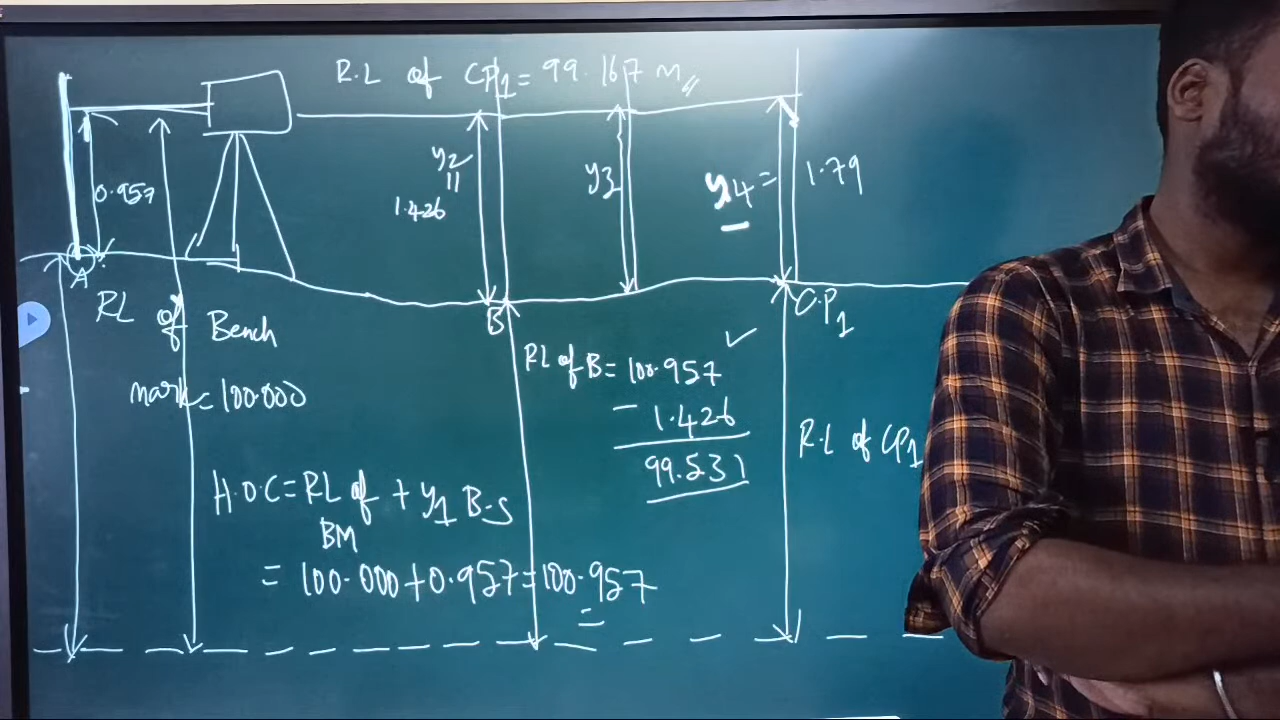 R.L of CP1 = 99.167 m
0.957
y2
11
1.426
y3
y4 = 1.79
A
B
C.P1
RL of Bench
mark = 100.000
RL of B = 100.957
- 1.426
99.531
R.L of CP1
H.O.C = RL of + y1 B.S
BM
= 100.000 + 0.957 = 100.957